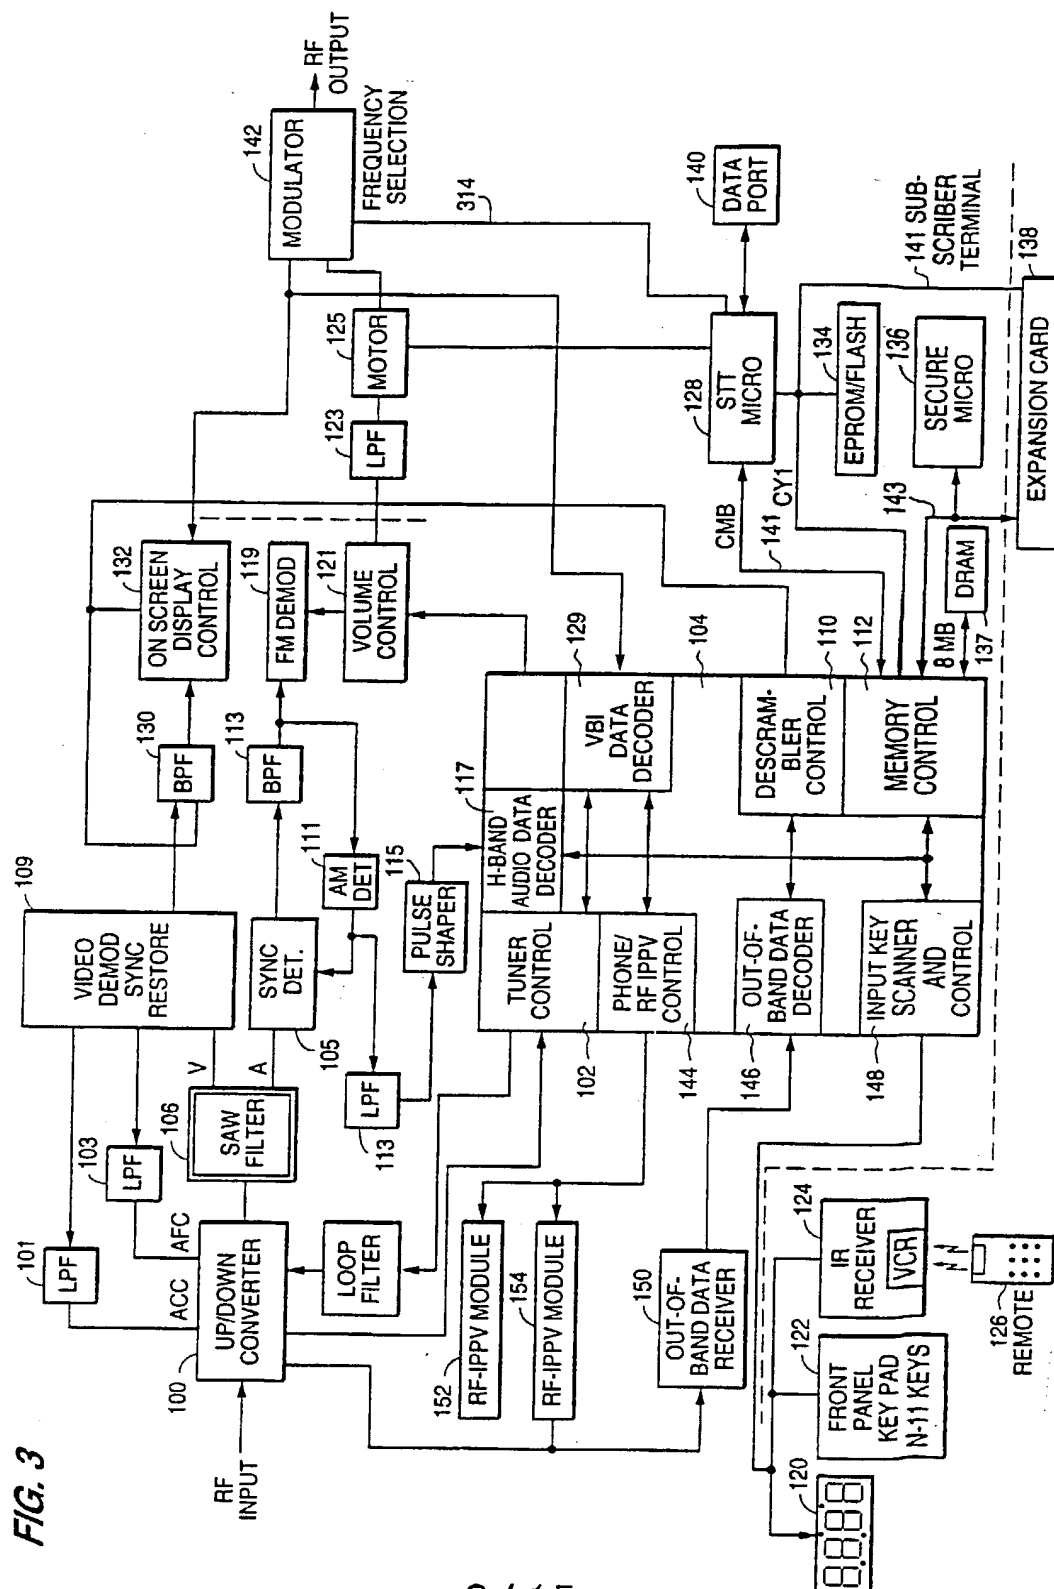 FIG. 3
RF
INPUT
100
UP/DOWN
CONVERTER
ACC
AFC
101
LPF
103
LPF
LOOP
FILTER
106
SAW
FILTER
V
A
109
VIDEO
DEMOD
SYNC
RESTORE
105
SYNC
DET.
111
AM
DET
113
LPF
115
PULSE
SHAPER
130
BPF
113
BPF
132
ON SCREEN
DISPLAY
CONTROL
119
FM DEMOD
121
VOLUME
CONTROL
123
LPF
125
MOTOR
142
MODULATOR
RF
OUTPUT
FREQUENCY
SELECTION
314
152
RF-IPPV MODULE
154
RF-IPPV MODULE
150
OUT-OF-
BAND DATA
RECEIVER
102
TUNER
CONTROL
117
H-BAND
AUDIO DATA
DECODER
129
VBI
DATA
DECODER
104
144
PHONE/
RF IPPV
CONTROL
146
OUT-OF-
BAND DATA
DECODER
110
DESCRAM-
BLER
CONTROL
148
INPUT KEY
SCANNER
AND
CONTROL
112
MEMORY
CONTROL
CMB
141
CY1
128
STT
MICRO
140
DATA
PORT
134
EPROM/FLASH
136
SECURE
MICRO
143
8 MB
DRAM
137
141 SUB-
SCRIBER
TERMINAL
138
EXPANSION CARD
120
88:88
122
FRONT
PANEL
KEY PAD
N-11 KEYS
124
IR
RECEIVER
VCR
126
REMOTE